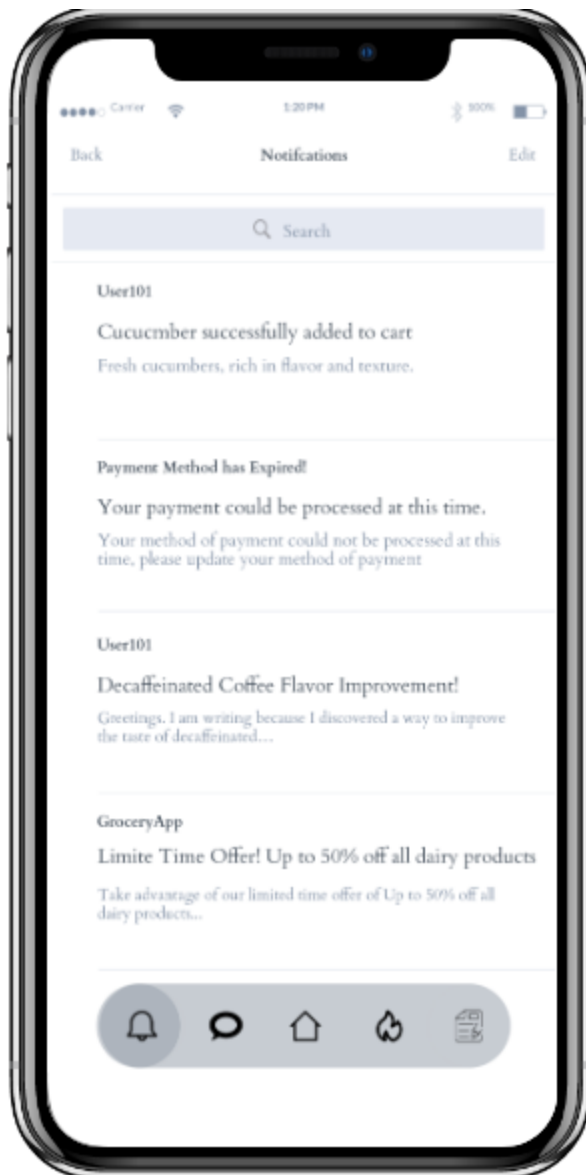 Carrier 1:20 PM 100%
Back Notifcations Edit
Search
User101
Cucucmber successfully added to cart
Fresh cucumbers, rich in flavor and texture.
Payment Method has Expired!
Your payment could be processed at this time.
Your method of payment could not be processed at this
time, please update your method of payment
User101
Decaffeinated Coffee Flavor Improvement!
Greetings. I am writing because I discovered a way to improve
the taste of decaffeinated...
GroceryApp
Limite Time Offer! Up to 50% off all dairy products
Take advantage of our limited time offer of Up to 50% off all
dairy products...